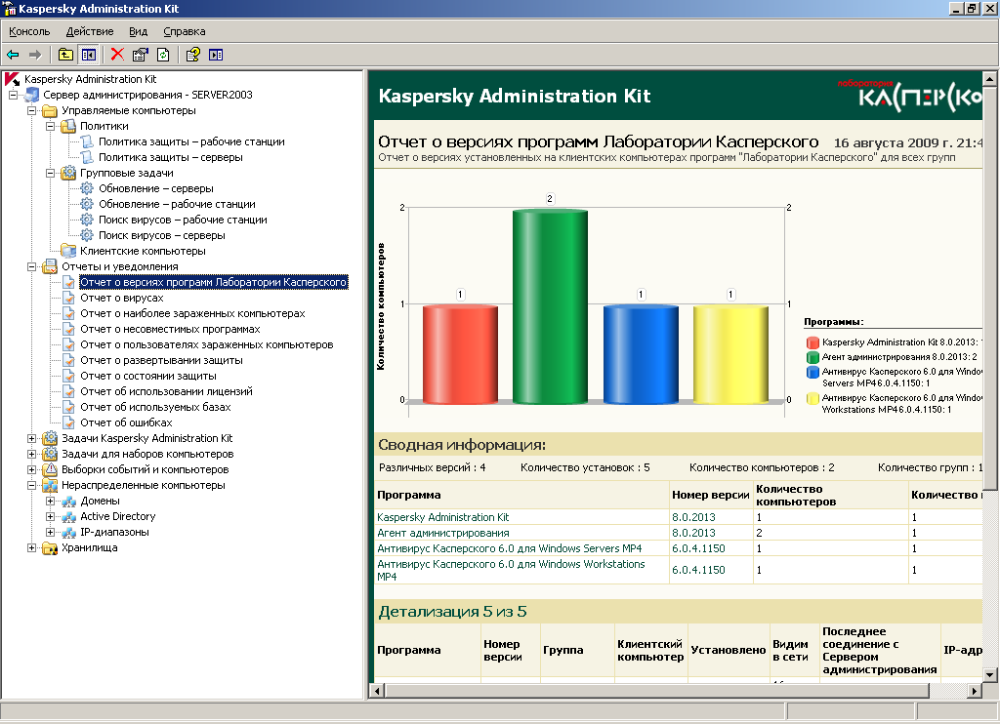 Kaspersky Administration Kit
Консоль Действие Вид Справка
Kaspersky Administration Kit
Сервер администрирования - SERVER2003
Управляемые компьютеры
Политики
Политика защиты – рабочие станции
Политика защиты – серверы
Групповые задачи
Обновление – серверы
Обновление – рабочие станции
Поиск вирусов – рабочие станции
Поиск вирусов – серверы
Клиентские компьютеры
Отчеты и уведомления
Отчет о версиях программ Лаборатории Касперского
Отчет о вирусах
Отчет о наиболее зараженных компьютерах
Отчет о несовместимых программах
Отчет о пользователях зараженных компьютеров
Отчет о развертывании защиты
Отчет о состоянии защиты
Отчет об использовании лицензий
Отчет об используемых базах
Отчет об ошибках
Задачи Kaspersky Administration Kit
Задачи для наборов компьютеров
Выборки событий и компьютеров
Нераспределенные компьютеры
Домены
Active Directory
IP-диапазоны
Хранилища
Kaspersky Administration Kit
лаборатория
КАСПЕРСКО
Отчет о версиях программ Лаборатории Касперского 16 августа 2009 г. 21:4
Отчет о версиях установленных на клиентских компьютерах программ "Лаборатории Касперского" для всех групп
Количество компьютеров
2
1
0
1
2
1
1
2
1
0
Программы:
Kaspersky Administration Kit 8.0.2013: 1
Агент администрирования 8.0.2013: 2
Антивирус Касперского 6.0 для Windo
Servers MP46.0.4.1150: 1
Антивирус Касперского 6.0 для Windo
Workstations MP46.0.4.1150: 1
Сводная информация:
Различных версий : 4 Количество установок : 5 Количество компьютеров : 2 Количество групп : 1
Программа Номер версии Количество компьютеров Количество
Kaspersky Administration Kit 8.0.2013 1 1
Агент администрирования 8.0.2013 2 1
Антивирус Касперского 6.0 для Windows Servers MP4 6.0.4.1150 1 1
Антивирус Касперского 6.0 для Windows Workstations MP4 6.0.4.1150 1 1
Детализация 5 из 5
Программа Номер версии Группа Клиентский компьютер Установлено Видим в сети Последнее соединение с Сервером администрирования IP-адр